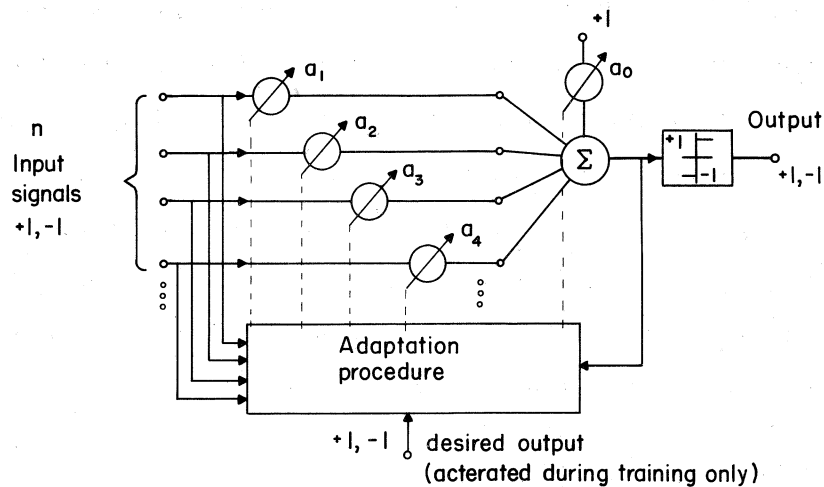 +1
a1
a0
n
Input
signals
+1,-1
a2
a3
a4
Σ
+1
-1
Output
+1,-1
Adaptation
procedure
+1, -1
desired output
(acterated during training only)